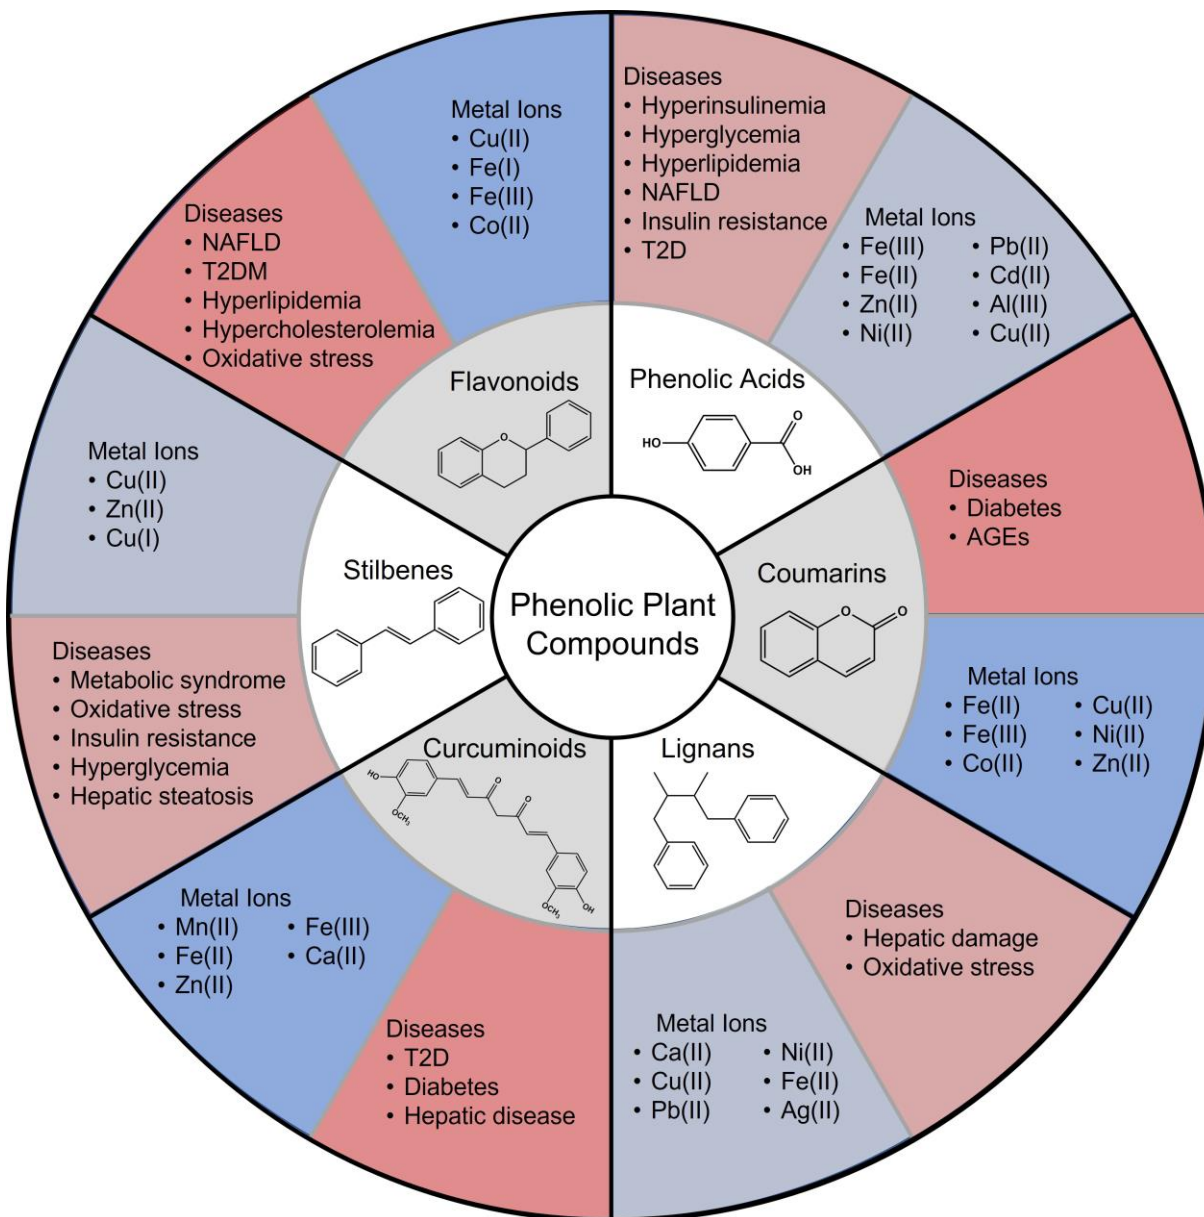 Phenolic Plant
Compounds
Phenolic Acids
HO
O
OH
Diseases
• Hyperinsulinemia
• Hyperglycemia
• Hyperlipidemia
• NAFLD
• Insulin resistance
• T2D
Metal Ions
• Fe(III)
• Fe(II)
• Zn(II)
• Ni(II)
• Pb(II)
• Cd(II)
• Al(III)
• Cu(II)
Coumarins
O
O
Diseases
• Diabetes
• AGEs
Metal Ions
• Fe(II)
• Fe(III)
• Co(II)
• Cu(II)
• Ni(II)
• Zn(II)
Lignans
Diseases
• Hepatic damage
• Oxidative stress
Metal Ions
• Ca(II)
• Cu(II)
• Pb(II)
• Ni(II)
• Fe(II)
• Ag(II)
Curcuminoids
HO
OCH3
O
O
OCH3
OH
Diseases
• T2D
• Diabetes
• Hepatic disease
Metal Ions
• Mn(II)
• Fe(II)
• Zn(II)
• Fe(III)
• Ca(II)
Stilbenes
Diseases
• Metabolic syndrome
• Oxidative stress
• Insulin resistance
• Hyperglycemia
• Hepatic steatosis
Metal Ions
• Cu(II)
• Zn(II)
• Cu(I)
Flavonoids
O
Diseases
• NAFLD
• T2DM
• Hyperlipidemia
• Hypercholesterolemia
• Oxidative stress
Metal Ions
• Cu(II)
• Fe(I)
• Fe(III)
• Co(II)